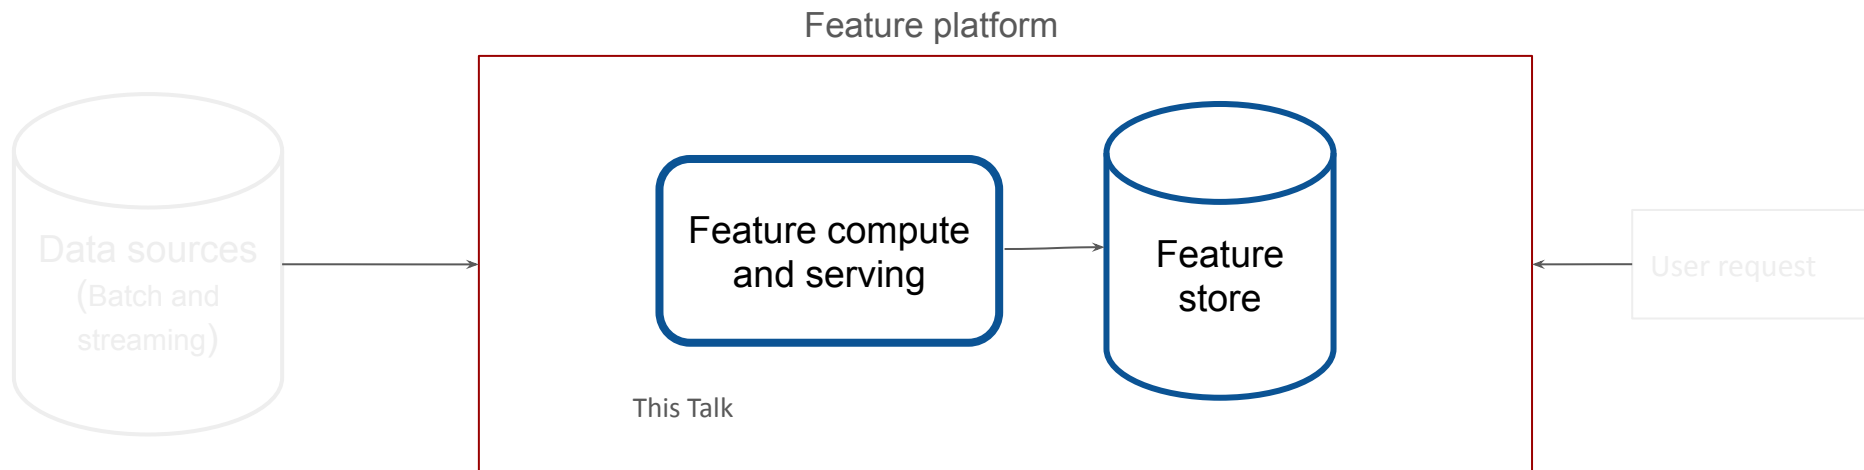 Feature platform
Data sources
(Batch and
streaming)
Feature compute
and serving
Feature
store
User request
This Talk